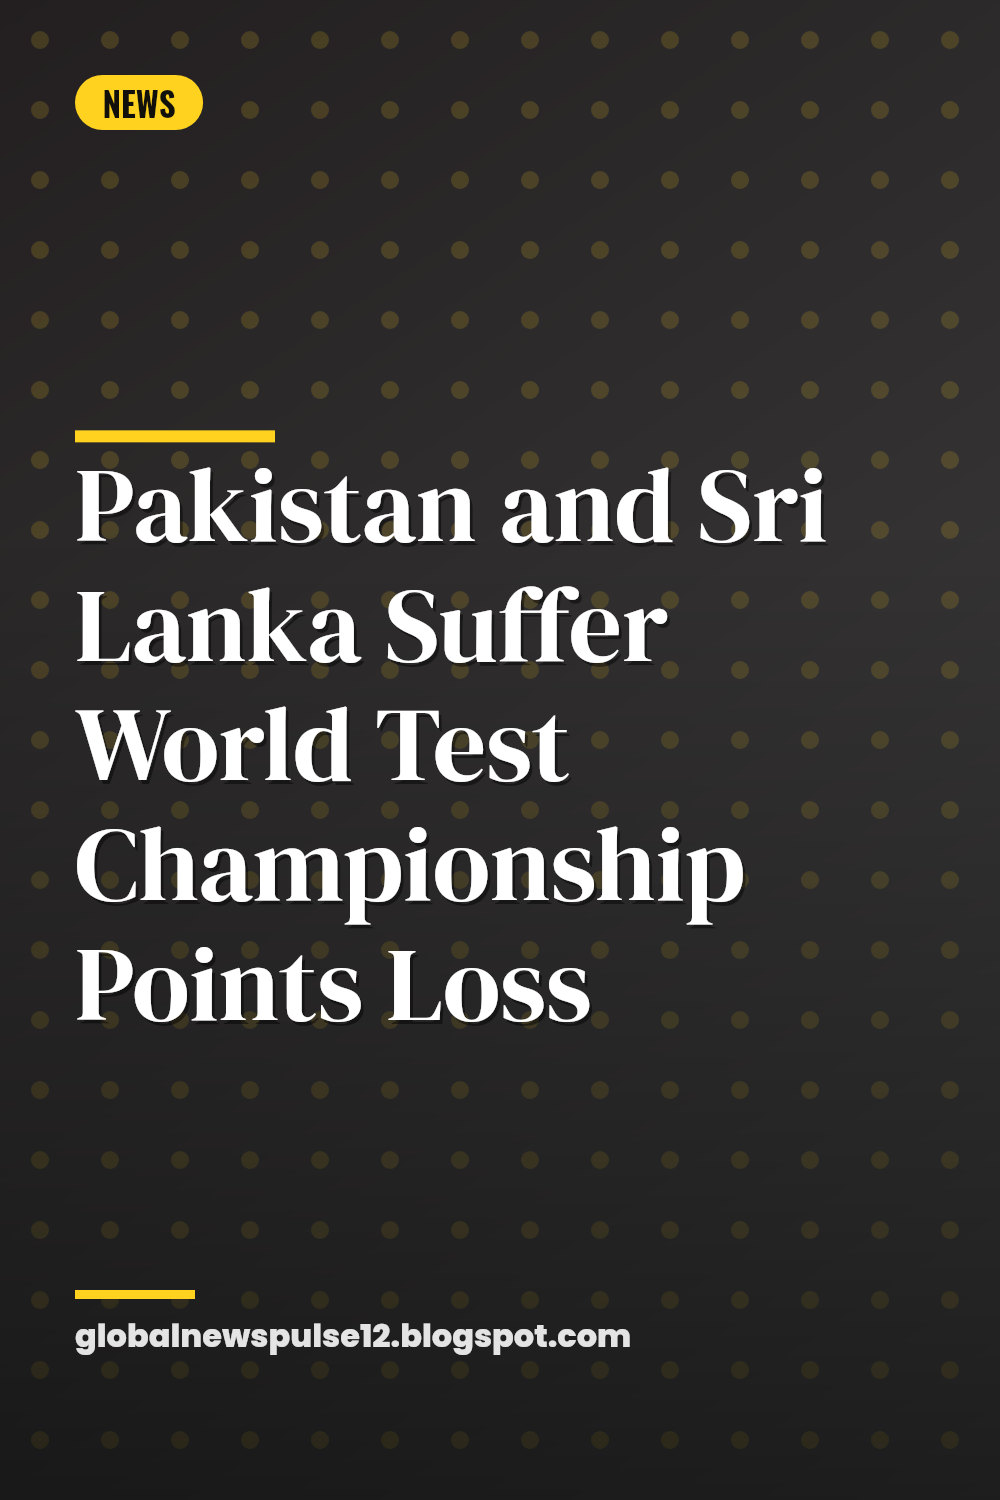 NEWS
Pakistan and Sri
Lanka Suffer
World Test
Championship
Points Loss
globalnewspulse12.blogspot.com